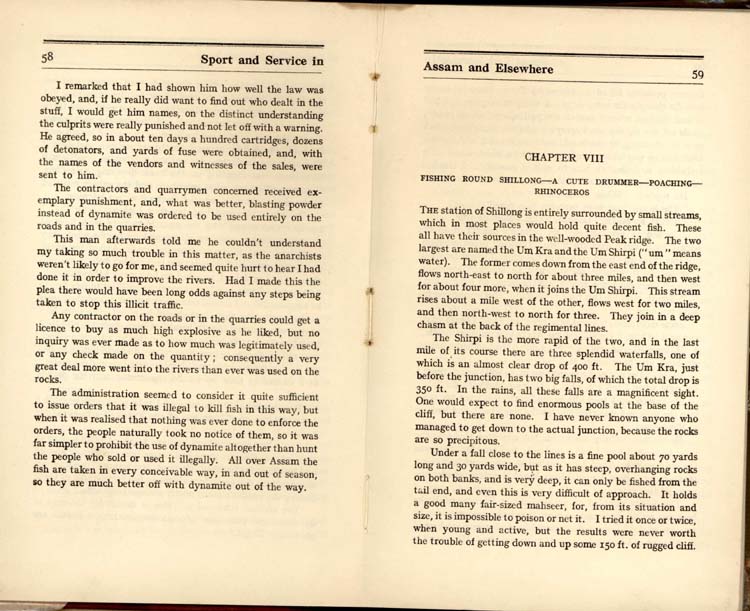 58
Sport and Service in
I remarked that I had shown him how well the law was
obeyed, and, if he really did want to find out who dealt in the
stuff, I would get him names, on the distinct understanding
the culprits were really punished and not let off with a warning.
He agreed, so in about ten days a hundred cartridges, dozens
of detonators, and yards of fuse were obtained, and, with
the names of the vendors and witnesses of the sales, were
sent to him.
The contractors and quarrymen concerned received ex-
emplary punishment, and, what was better, blasting powder
instead of dynamite was ordered to be used entirely on the
roads and in the quarries.
This man afterwards told me he couldn't understand
my taking so much trouble in this matter, as the anarchists
weren't likely to go for me, and seemed quite hurt to hear I had
done it in order to improve the rivers. Had I made this the
plea there would have been long odds against any steps being
taken to stop this illicit traffic.
Any contractor on the roads or in the quarries could get a
licence to buy as much high explosive as he liked, but no
inquiry was ever made as to how much was legitimately used,
or any check made on the quantity; consequently a very
great deal more went into the rivers than ever was used on the
rocks.
The administration seemed to consider it quite sufficient
to issue orders that it was illegal to kill fish in this way, but
when it was realised that nothing was ever done to enforce the
orders, the people naturally took no notice of them, so it was
far simpler to prohibit the use of dynamite altogether than hunt
the people who sold or used it illegally. All over Assam the
fish are taken in every conceivable way, in and out of season,
so they are much better off with dynamite out of the way.
Assam and Elsewhere
59
CHAPTER VIII
FISHING ROUND SHILLONG—A CUTE DRUMMER—POACHING—
RHINOCEROS
THE station of Shillong is entirely surrounded by small streams,
which in most places would hold quite decent fish. These
all have their sources in the well-wooded Peak ridge. The two
largest are named the Um Kra and the Um Shirpi ("um" means
water). The former comes down from the east end of the ridge,
flows north-east to north for about three miles, and then west
for about four more, when it joins the Um Shirpi. This stream
rises about a mile west of the other, flows west for two miles,
and then north-west to north for three. They join in a deep
chasm at the back of the regimental lines.
The Shirpi is the more rapid of the two, and in the last
mile of its course there are three splendid waterfalls, one of
which is an almost clear drop of 400 ft. The Um Kra, just
before the junction, has two big falls, of which the total drop is
350 ft. In the rains, all these falls are a magnificent sight.
One would expect to find enormous pools at the base of the
cliff, but there are none. I have never known anyone who
managed to get down to the actual junction, because the rocks
are so precipitous.
Under a fall close to the lines is a fine pool about 70 yards
long and 30 yards wide, but as it has steep, overhanging rocks
on both banks, and is very deep, it can only be fished from the
tail end, and even this is very difficult of approach. It holds
a good many fair-sized mahseer, for, from its situation and
size, it is impossible to poison or net it. I tried it once or twice,
when young and active, but the results were never worth
the trouble of getting down and up some 150 ft. of rugged cliff.